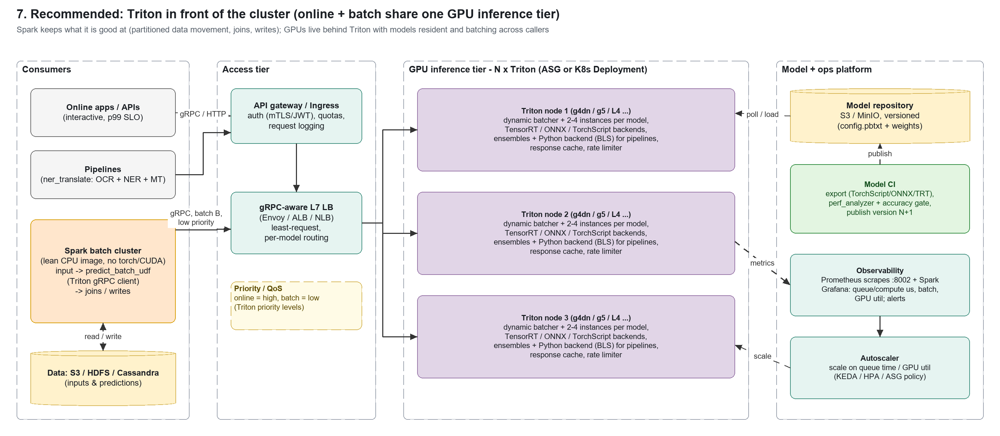 7. Recommended: Triton in front of the cluster (online + batch share one GPU inference tier)
Spark keeps what it is good at (partitioned data movement, joins, writes); GPUs live behind Triton with models resident and batching across callers
Consumers
Online apps / APIs
(interactive, p99 SLO)
Pipelines
(ner_translate: OCR + NER + MT)
Spark batch cluster
(lean CPU image, no torch/CUDA)
input -> predict_batch_udf
(Triton gRPC client)
-> joins / writes
read / write
Data: S3 / HDFS / Cassandra
(inputs & predictions)
gRPC / HTTP
gRPC, batch B,
low priority
Access tier
API gateway / Ingress
auth (mTLS/JWT), quotas,
request logging
gRPC-aware L7 LB
(Envoy / ALB / NLB)
least-request,
per-model routing
Priority / QoS
online = high, batch = low
(Triton priority levels)
GPU inference tier - N x Triton (ASG or K8s Deployment)
Triton node 1 (g4dn / g5 / L4 ...)
dynamic batcher + 2-4 instances per model,
TensorRT / ONNX / TorchScript backends,
ensembles + Python backend (BLS) for pipelines,
response cache, rate limiter
Triton node 2 (g4dn / g5 / L4 ...)
dynamic batcher + 2-4 instances per model,
TensorRT / ONNX / TorchScript backends,
ensembles + Python backend (BLS) for pipelines,
response cache, rate limiter
Triton node 3 (g4dn / g5 / L4 ...)
dynamic batcher + 2-4 instances per model,
TensorRT / ONNX / TorchScript backends,
ensembles + Python backend (BLS) for pipelines,
response cache, rate limiter
poll / load
metrics
scale
Model + ops platform
Model repository
S3 / MinIO, versioned
(config.pbtxt + weights)
publish
Model CI
export (TorchScript/ONNX/TRT),
perf_analyzer + accuracy gate,
publish version N+1
Observability
Prometheus scrapes :8002 + Spark
Grafana: queue/compute us, batch,
GPU util; alerts
Autoscaler
scale on queue time / GPU util
(KEDA / HPA / ASG policy)